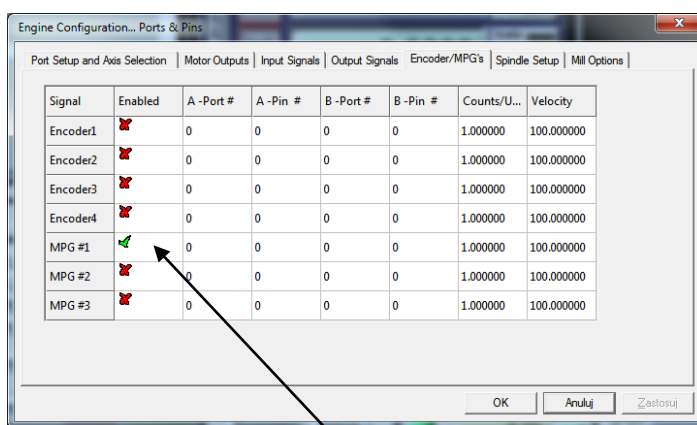 Engine Configuration... Ports & Pins
Port Setup and Axis Selection Motor Outputs Input Signals Output Signals Encoder/MPG's Spindle Setup Mill Options
Signal Enabled A -Port # A -Pin # B -Port # B -Pin # Counts/U... Velocity
Encoder1 0 0 0 0 1.000000 100.000000
Encoder2 0 0 0 0 1.000000 100.000000
Encoder3 0 0 0 0 1.000000 100.000000
Encoder4 0 0 0 0 1.000000 100.000000
MPG #1 0 0 0 0 1.000000 100.000000
MPG #2 0 0 0 0 1.000000 100.000000
MPG #3 0 0 0 0 1.000000 100.000000
OK Anuluj Zastosuj